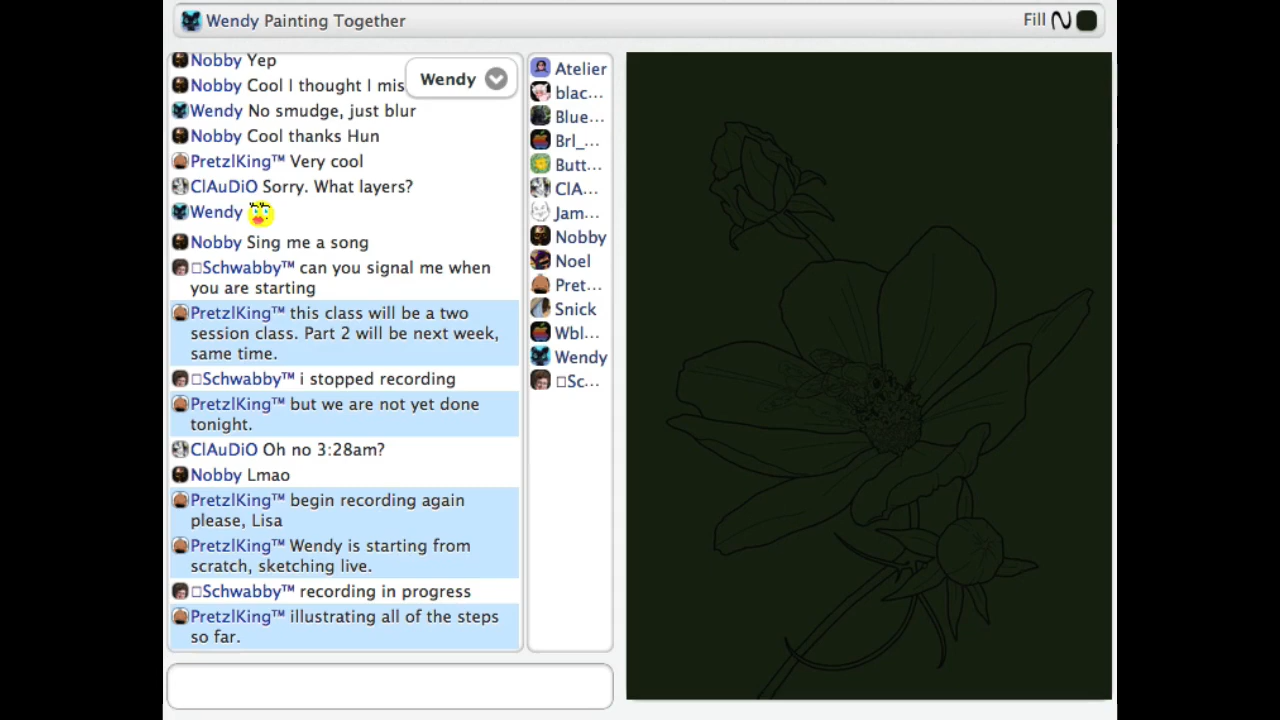 Wendy Painting Together
Fill
Nobby Yep
Nobby Cool I thought I mis
Wendy
Wendy No smudge, just blur
Nobby Cool thanks Hun
PretzlKing™ Very cool
ClAuDiO Sorry. What layers?
Wendy
Nobby Sing me a song
□Schwabby™ can you signal me when
you are starting
PretzlKing™ this class will be a two
session class. Part 2 will be next week,
same time.
□Schwabby™ i stopped recording
PretzlKing™ but we are not yet done
tonight.
ClAuDiO Oh no 3:28am?
Nobby Lmao
PretzlKing™ begin recording again
please, Lisa
PretzlKing™ Wendy is starting from
scratch, sketching live.
□Schwabby™ recording in progress
PretzlKing™ illustrating all of the steps
so far.
Atelier
blac...
Blue...
Brl_...
Butt...
ClA...
Jam...
Nobby
Noel
Pret...
Snick
Wbl...
Wendy
□Sc...